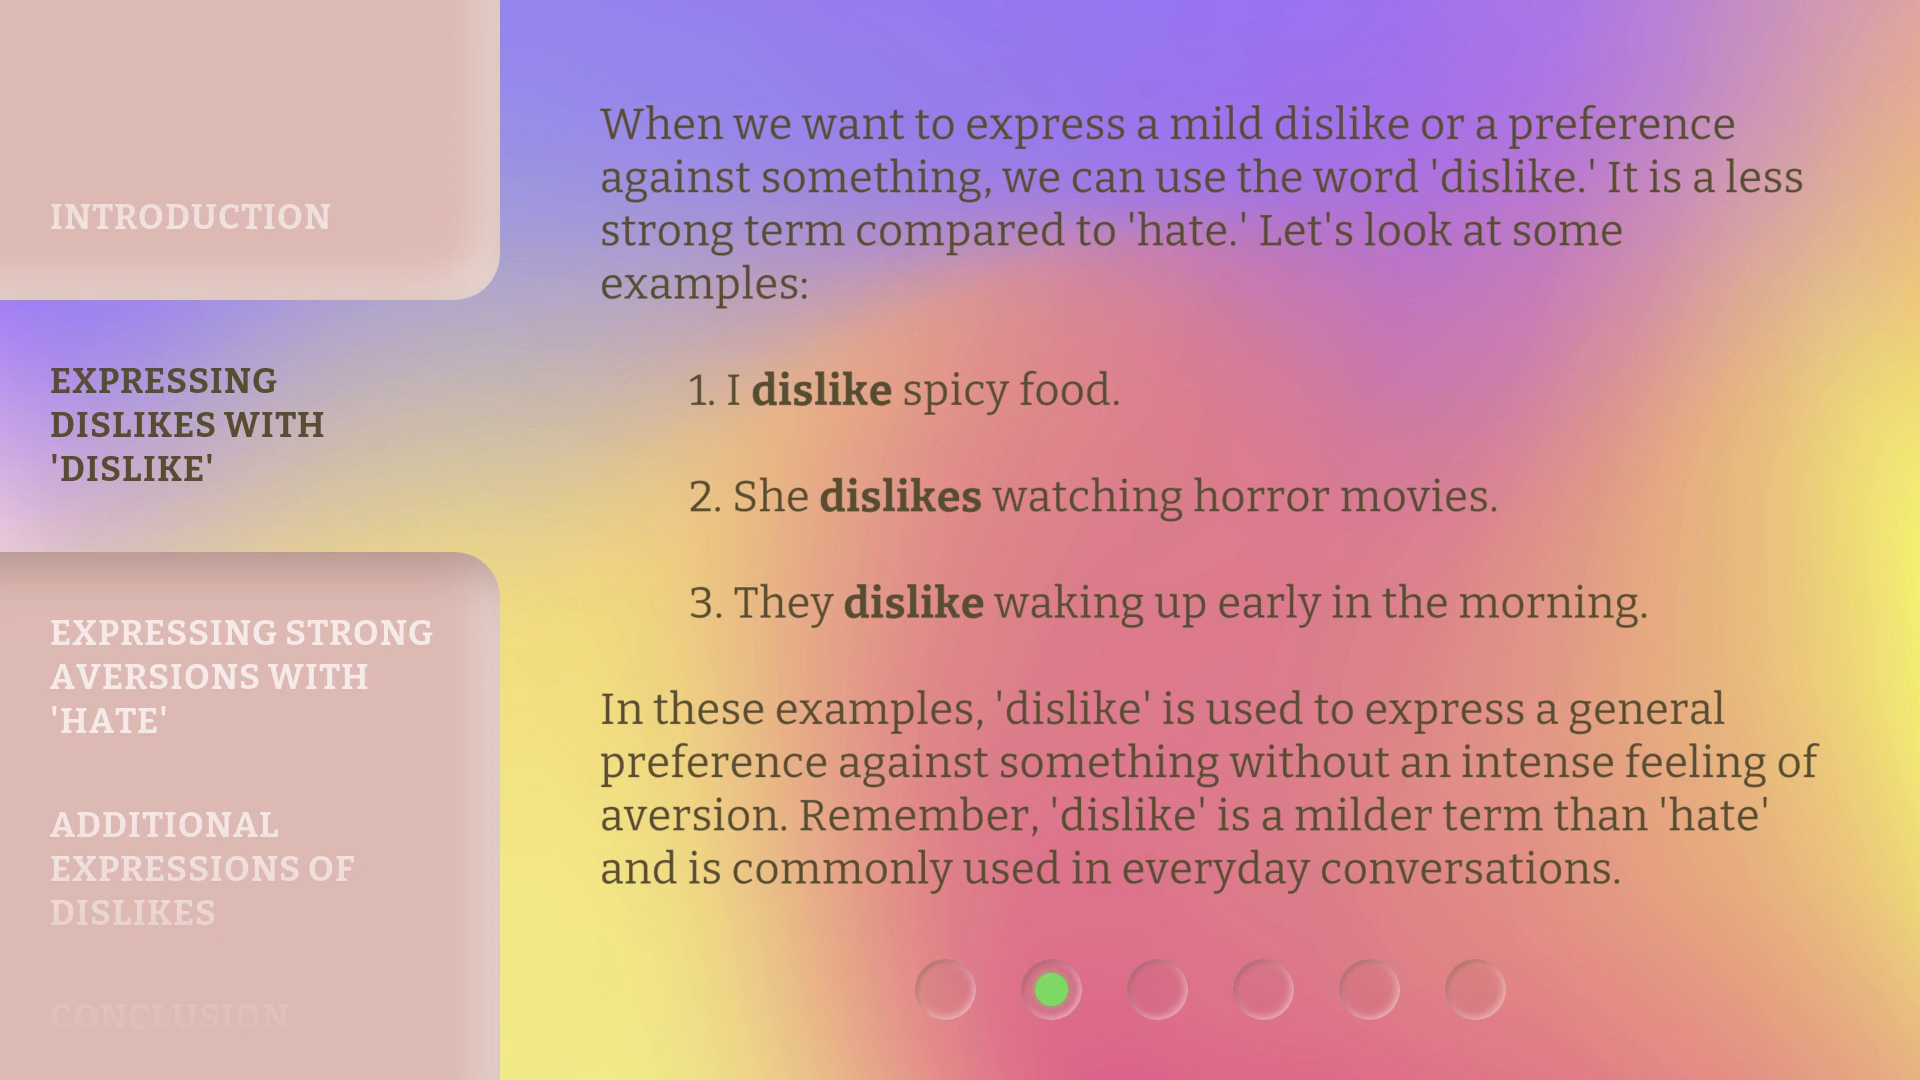 INTRODUCTION
EXPRESSING
DISLIKES WITH
'DISLIKE'
EXPRESSING STRONG
AVERSIONS WITH
'HATE'
ADDITIONAL
EXPRESSIONS OF
DISLIKES
CONCLUSION
When we want to express a mild dislike or a preference
against something, we can use the word 'dislike.' It is a less
strong term compared to 'hate.' Let's look at some
examples:
1. I dislike spicy food.
2. She dislikes watching horror movies.
3. They dislike waking up early in the morning.
In these examples, 'dislike' is used to express a general
preference against something without an intense feeling of
aversion. Remember, 'dislike' is a milder term than 'hate'
and is commonly used in everyday conversations.